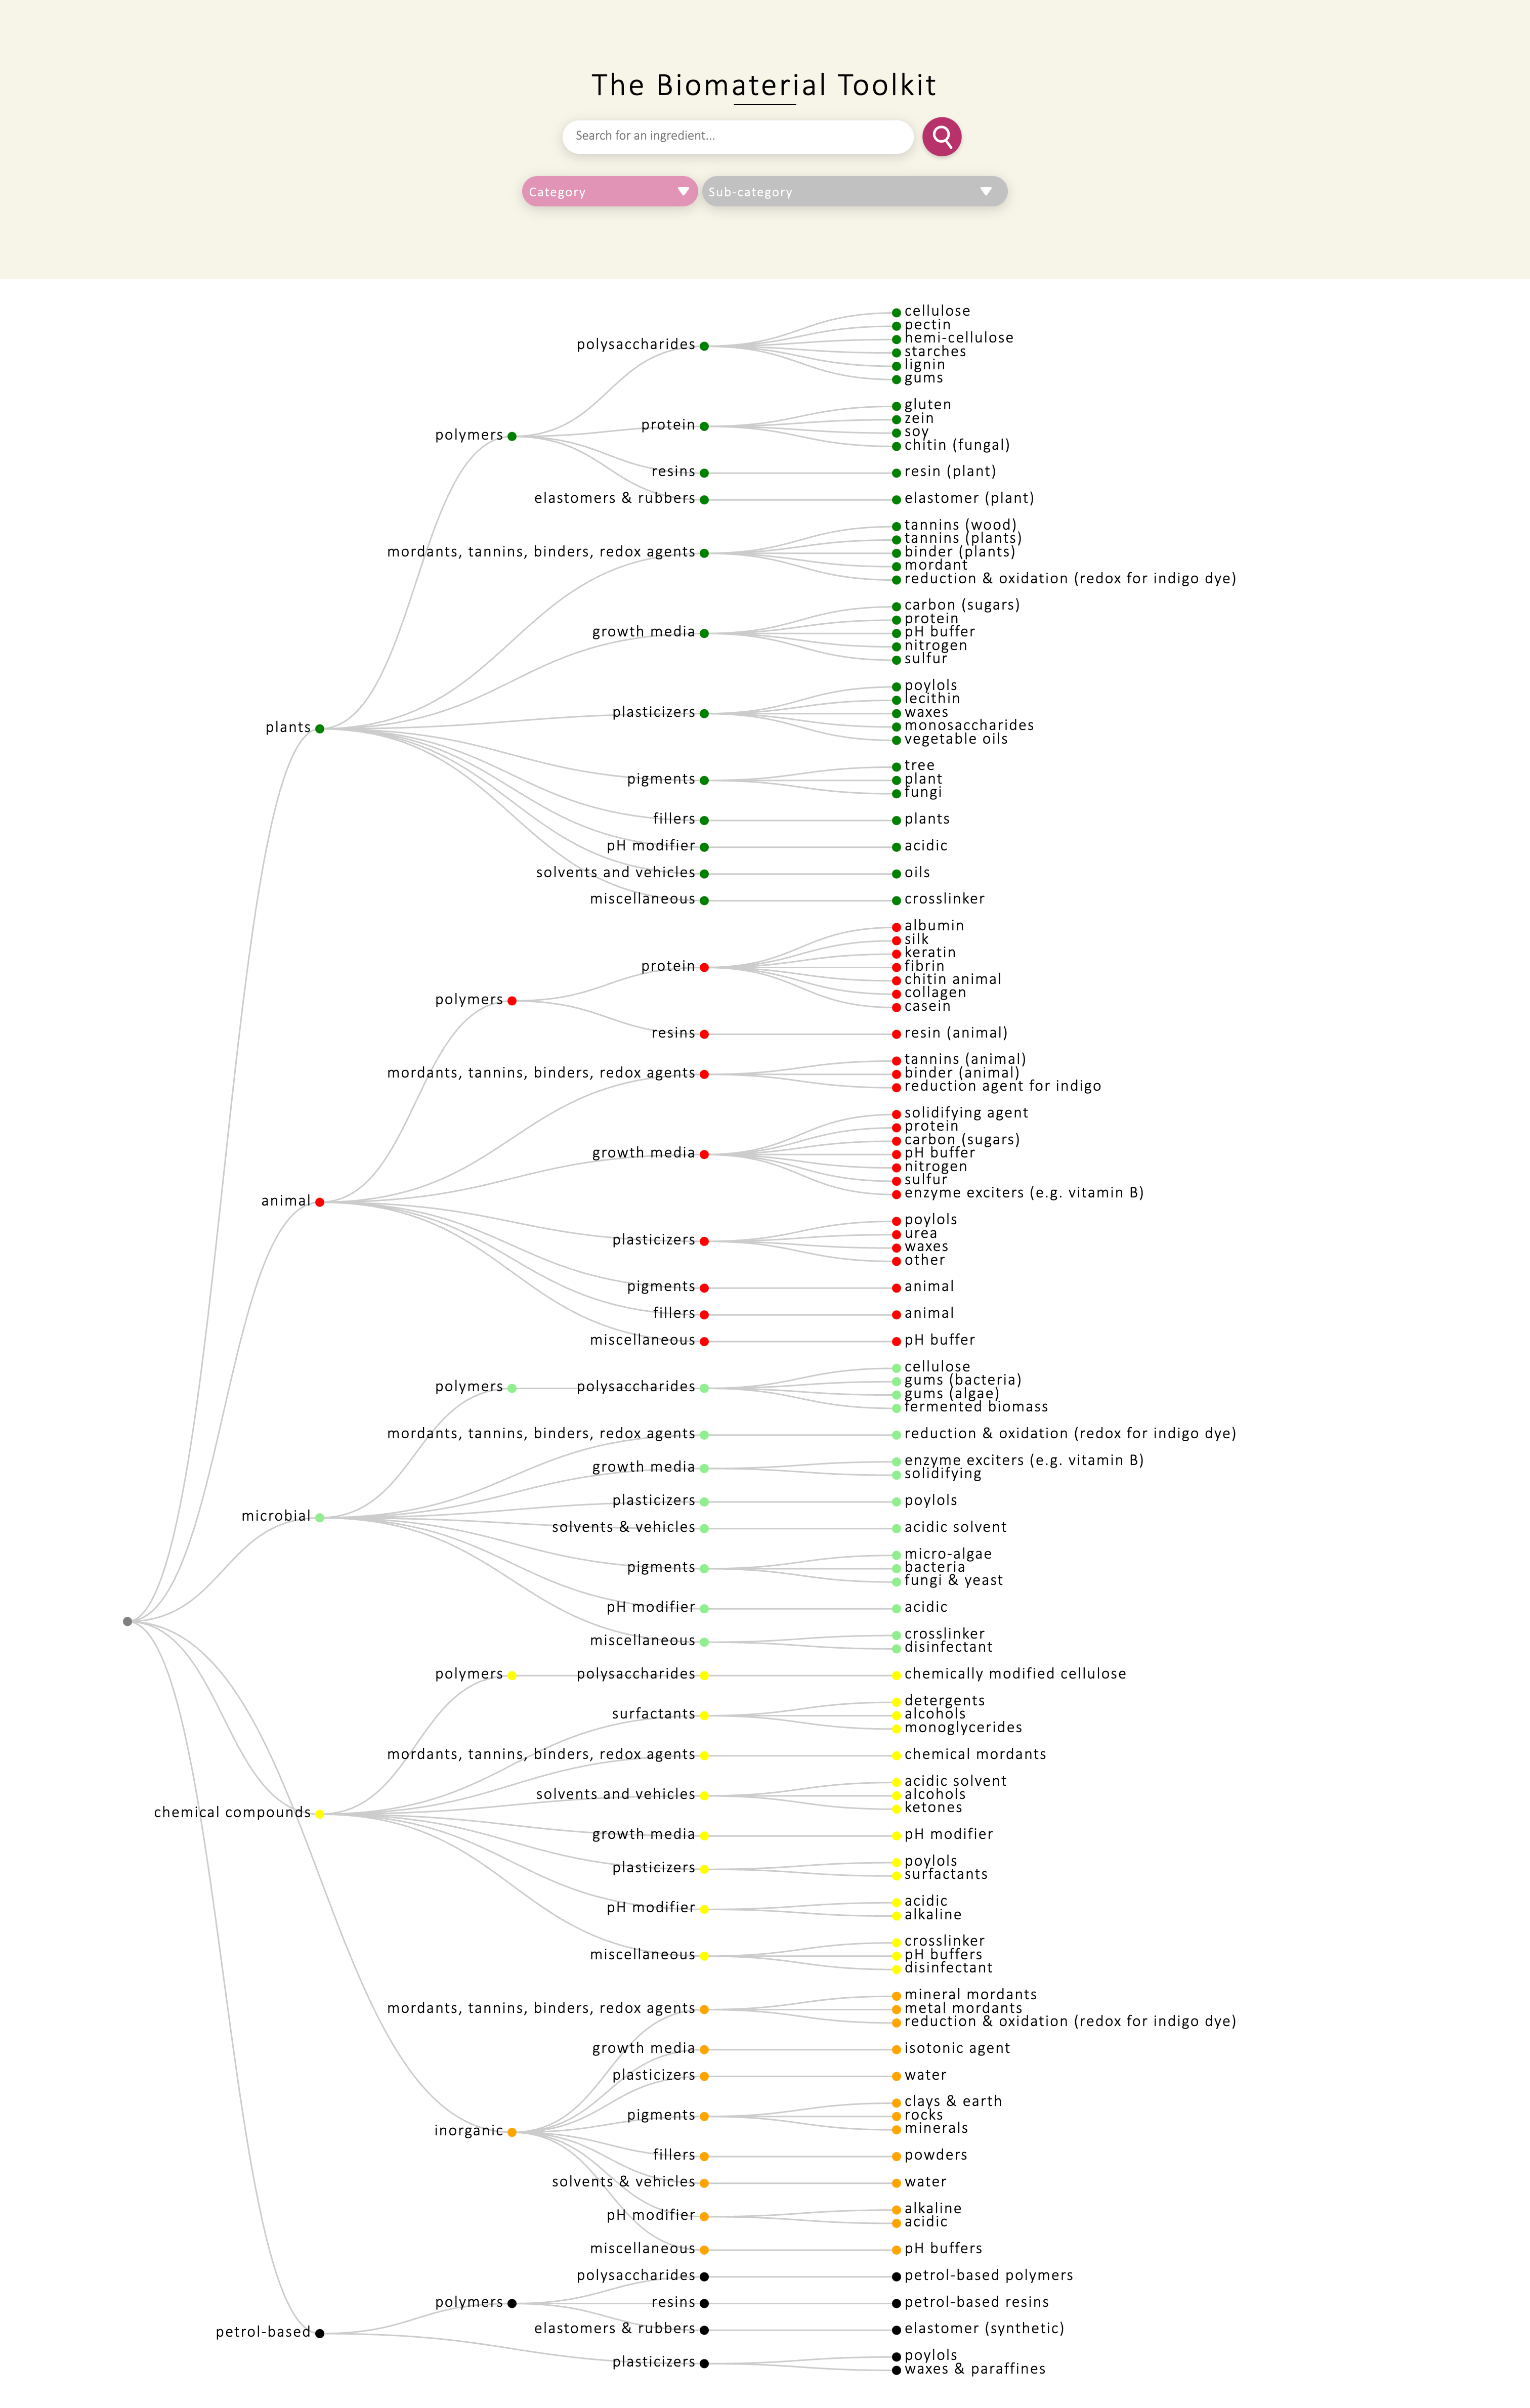 The Biomaterial Toolkit
Search for an ingredient...
Category
Sub-category
cellulose
pectin
hemi-cellulose
polysaccharides
starches
lignin
gums
gluten
zein
protein
soy
polymers
chitin (fungal)
resins
resin (plant)
elastomers & rubbers
elastomer (plant)
tannins (wood)
tannins (plants)
mordants, tannins, binders, redox agents
binder (plants)
mordant
reduction & oxidation (redox for indigo dye)
carbon (sugars)
protein
growth media
pH buffer
nitrogen
sulfur
poylols
lecithin
plasticizers
waxes
plants
monosaccharides
vegetable oils
tree
pigments
plant
fungi
fillers
plants
pH modifier
acidic
solvents and vehicles
oils
miscellaneous
crosslinker
albumin
silk
keratin
protein
fibrin
chitin animal
collagen
polymers
casein
resins
resin (animal)
tannins (animal)
mordants, tannins, binders, redox agents
binder (animal)
reduction agent for indigo
solidifying agent
protein
carbon (sugars)
growth media
pH buffer
nitrogen
sulfur
enzyme exciters (e.g. vitamin B)
animal
poylols
urea
plasticizers
waxes
other
pigments
animal
fillers
animal
miscellaneous
pH buffer
cellulose
gums (bacteria)
polymers
polysaccharides
gums (algae)
fermented biomass
mordants, tannins, binders, redox agents
reduction & oxidation (redox for indigo dye)
enzyme exciters (e.g. vitamin B)
growth media
solidifying
plasticizers
poylols
microbial
solvents & vehicles
acidic solvent
micro-algae
pigments
bacteria
fungi & yeast
pH modifier
acidic
crosslinker
miscellaneous
disinfectant
polymers
polysaccharides
chemically modified cellulose
detergents
surfactants
alcohols
monoglycerides
mordants, tannins, binders, redox agents
chemical mordants
acidic solvent
solvents and vehicles
alcohols
ketones
chemical compounds
growth media
pH modifier
poylols
plasticizers
surfactants
acidic
pH modifier
alkaline
crosslinker
miscellaneous
pH buffers
disinfectant
mineral mordants
mordants, tannins, binders, redox agents
metal mordants
reduction & oxidation (redox for indigo dye)
growth media
isotonic agent
plasticizers
water
clays & earth
pigments
rocks
inorganic
minerals
fillers
powders
solvents & vehicles
water
alkaline
pH modifier
acidic
miscellaneous
pH buffers
polysaccharides
petrol-based polymers
polymers
resins
petrol-based resins
elastomers & rubbers
elastomer (synthetic)
petrol-based
poylols
plasticizers
waxes & paraffines